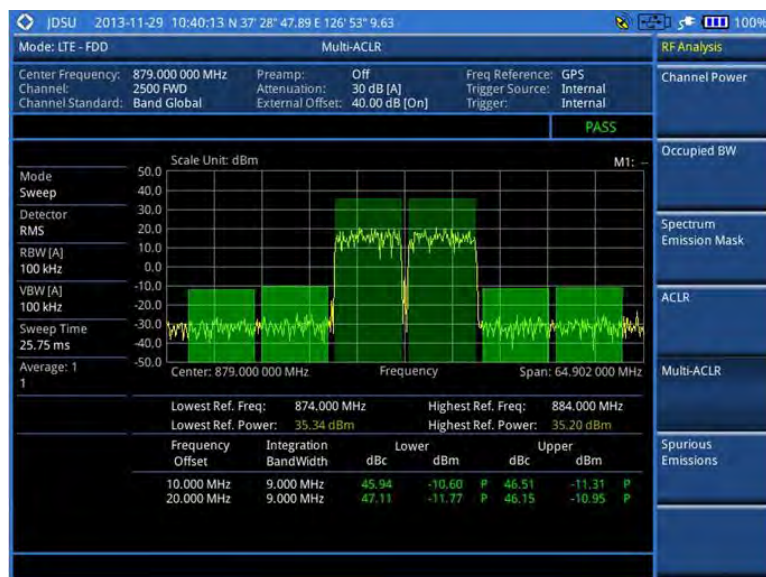 JDSU 2013-11-29 10:40:13 N 37' 28" 47.89 E 126' 53" 9.63 100%
Mode: LTE - FDD Multi-ACLR RF Analysis
Center Frequency: 879.000 000 MHz Preamp: Off Freq Reference: GPS
Channel: 2500 FWD Attenuation: 30 dB [A] Trigger Source: Internal
Channel Standard: Band Global External Offset: 40.00 dB [On] Trigger: Internal
PASS
Scale Unit: dBm M1: --
Mode
Sweep
Detector
RMS
RBW [A]
100 kHz
VBW [A]
100 kHz
Sweep Time
25.75 ms
Average: 1
1
50.0
40.0
30.0
20.0
10.0
0.0
-10.0
-20.0
-30.0
-40.0
-50.0
Center: 879.000 000 MHz Frequency Span: 64.902 000 MHz
Lowest Ref. Freq: 874.000 MHz Highest Ref. Freq: 884.000 MHz
Lowest Ref. Power: 35.34 dBm Highest Ref. Power: 35.20 dBm
Frequency Integration Lower Upper
Offset BandWidth dBc dBm dBc dBm
10.000 MHz 9.000 MHz 45.94 -10.60 P 46.51 -11.31 P
20.000 MHz 9.000 MHz 47.11 -11.77 P 46.15 -10.95 P
Channel Power
Occupied BW
Spectrum
Emission Mask
ACLR
Multi-ACLR
Spurious
Emissions